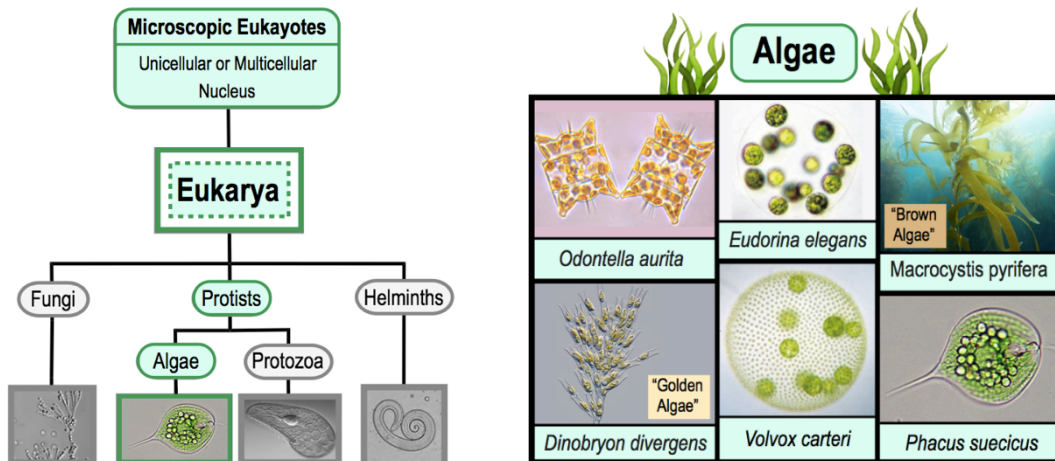 Microscopic Eukayotes
Unicellular or Multicellular
Nucleus
Eukarya
Fungi
Protists
Helminths
Algae
Protozoa
Algae
Odontella aurita
Eudorina elegans
"Brown
Algae"
Macrocystis pyrifera
"Golden
Algae"
Dinobryon divergens
Volvox carteri
Phacus suecicus